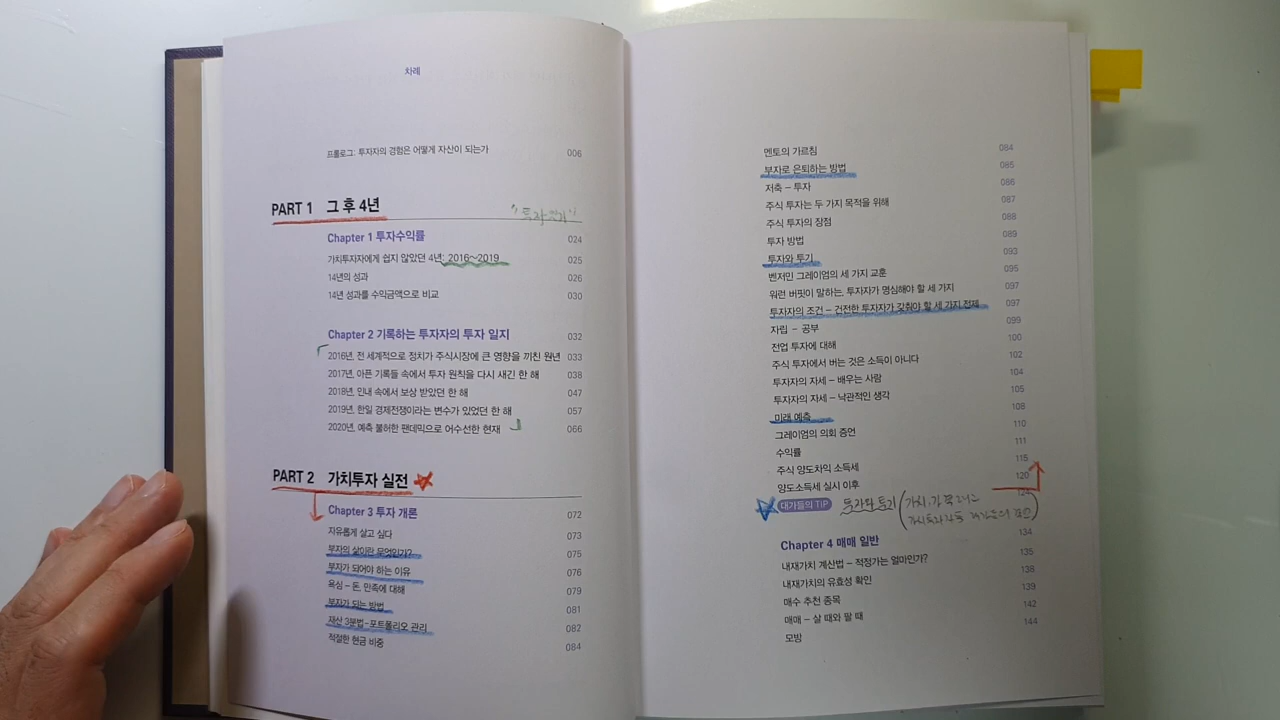 차례
프롤로그: 투자자의 경험은 어떻게 자산이 되는가 006
PART 1 그 후 4년
Chapter 1 투자수익률 024
가치투자자에게 쉽지 않았던 4년: 2016~2019 025
14년의 성과 026
14년 성과를 수익금액으로 비교 030
Chapter 2 기록하는 투자자의 투자 일지 032
2016년, 전 세계적으로 정치가 주식시장에 큰 영향을 끼친 원년 033
2017년, 아픈 기록들 속에서 투자 원칙을 다시 새긴 한 해 038
2018년, 인내 속에서 보상 받았던 한 해 047
2019년, 한일 경제전쟁이라는 변수가 있었던 한 해 057
2020년, 예측 불허한 팬데믹으로 어수선한 현재 066
PART 2 가치투자 실전
Chapter 3 투자 개론 072
자유롭게 살고 싶다 073
부자의 삶이란 무엇인가? 075
부자가 되어야 하는 이유 076
욕심 – 돈, 만족에 대해 079
부자가 되는 방법 081
재산 3분법–포트폴리오 관리 082
적절한 현금 비중 084
멘토의 가르침 084
부자로 은퇴하는 방법 085
저축 – 투자 086
주식 투자는 두 가지 목적을 위해 087
주식 투자의 장점 088
투자 방법 089
투자와 투기 093
벤저민 그레이엄의 세 가지 교훈 095
워런 버핏이 말하는, 투자자가 명심해야 할 세 가지 097
투자자의 조건 – 건전한 투자자가 갖춰야 할 세 가지 전제 097
자립 – 공부 099
전업 투자에 대해 100
주식 투자에서 버는 것은 소득이 아니다 102
투자자의 자세 – 배우는 사람 104
투자자의 자세 – 낙관적인 생각 105
미래 예측 108
그레이엄의 의회 증언 110
수익률 111
주식 양도차익 소득세 115
양도소득세 실시 이후 120
대가들의 TIP 투자란 투기
Chapter 4 매매 일반 134
내재가치 계산법 – 적정가는 얼마인가? 135
내재가치의 유효성 확인 138
매수 추천 종목 139
매매 – 살 때와 팔 때 142
모방 144